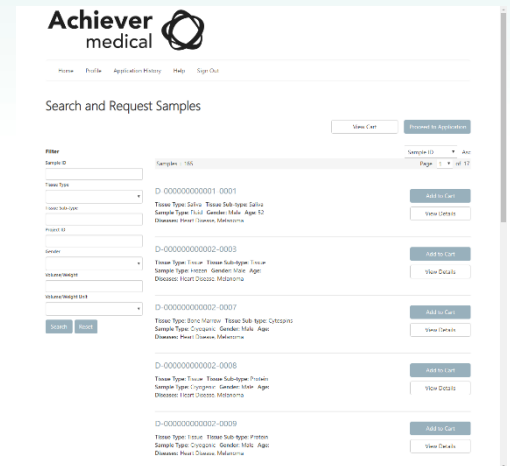 Achiever
medical
Home Profile Application History Help Sign Out
Search and Request Samples
View Cart Proceed to Application
Filter
Sample ID
Tissue Type
Tissue Sub-type
Project ID
Gender
Volume/Weight
Volume/Weight Unit
Search Reset
Sample ID Asc
Samples : 165 Page 1 of 17
D-000000000001-0001
Tissue Type: Saliva Tissue Sub-type: Saliva
Sample Type: Fluid Gender: Male Age: 92
Diseases: Heart Disease, Melanoma
Add to Cart
View Details
D-000000000002-0003
Tissue Type: Tissue Tissue Sub-type: Tissue
Sample Type: Frozen Gender: Male Age:
Diseases: Heart Disease, Melanoma
Add to Cart
View Details
D-000000000002-0007
Tissue Type: Bone Marrow Tissue Sub-type: Cytospins
Sample Type: Cryogenic Gender: Male Age:
Diseases: Heart Disease, Melanoma
Add to Cart
View Details
D-000000000002-0008
Tissue Type: Tissue Tissue Sub-type: Protein
Sample Type: Cryogenic Gender: Male Age:
Diseases: Heart Disease, Melanoma
Add to Cart
View Details
D-000000000002-0009
Tissue Type: Tissue Tissue Sub-type: Protein
Sample Type: Cryogenic Gender: Male Age:
Diseases: Heart Disease, Melanoma
Add to Cart
View Details